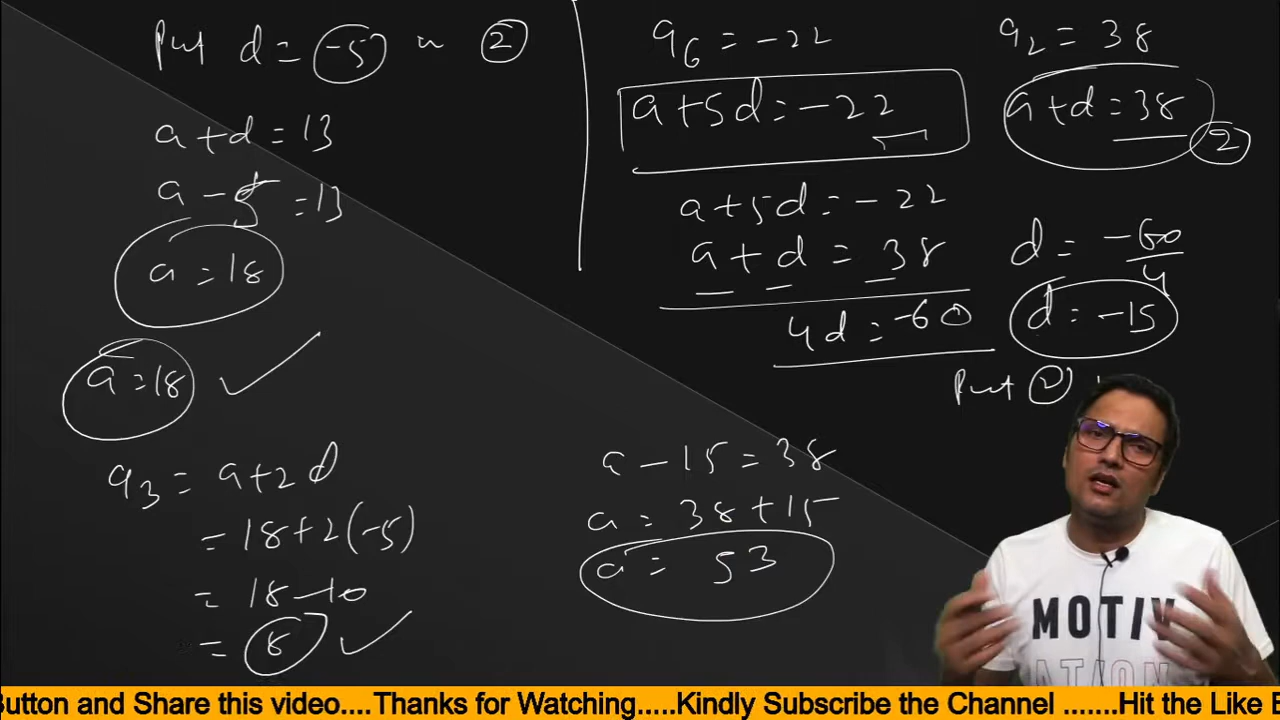 Put d = -5 in ②
a + d = 13
a - 5 = 13
a = 18
a = 18 ✓
a₃ = a + 2d
= 18 + 2(-5)
= 18 - 10
= 8 ✓
a₆ = -22
a + 5d = -22
a₂ = 38
a + d = 38 ②
a + 5d = -22
a + d = 38
4d = -60
d = -60/4
d = -15
Put ②
a - 15 = 38
a = 38 + 15
a = 53
MOTIV
ATION
Button and Share this video....Thanks for Watching.....Kindly Subscribe the Channel .......Hit the Like B